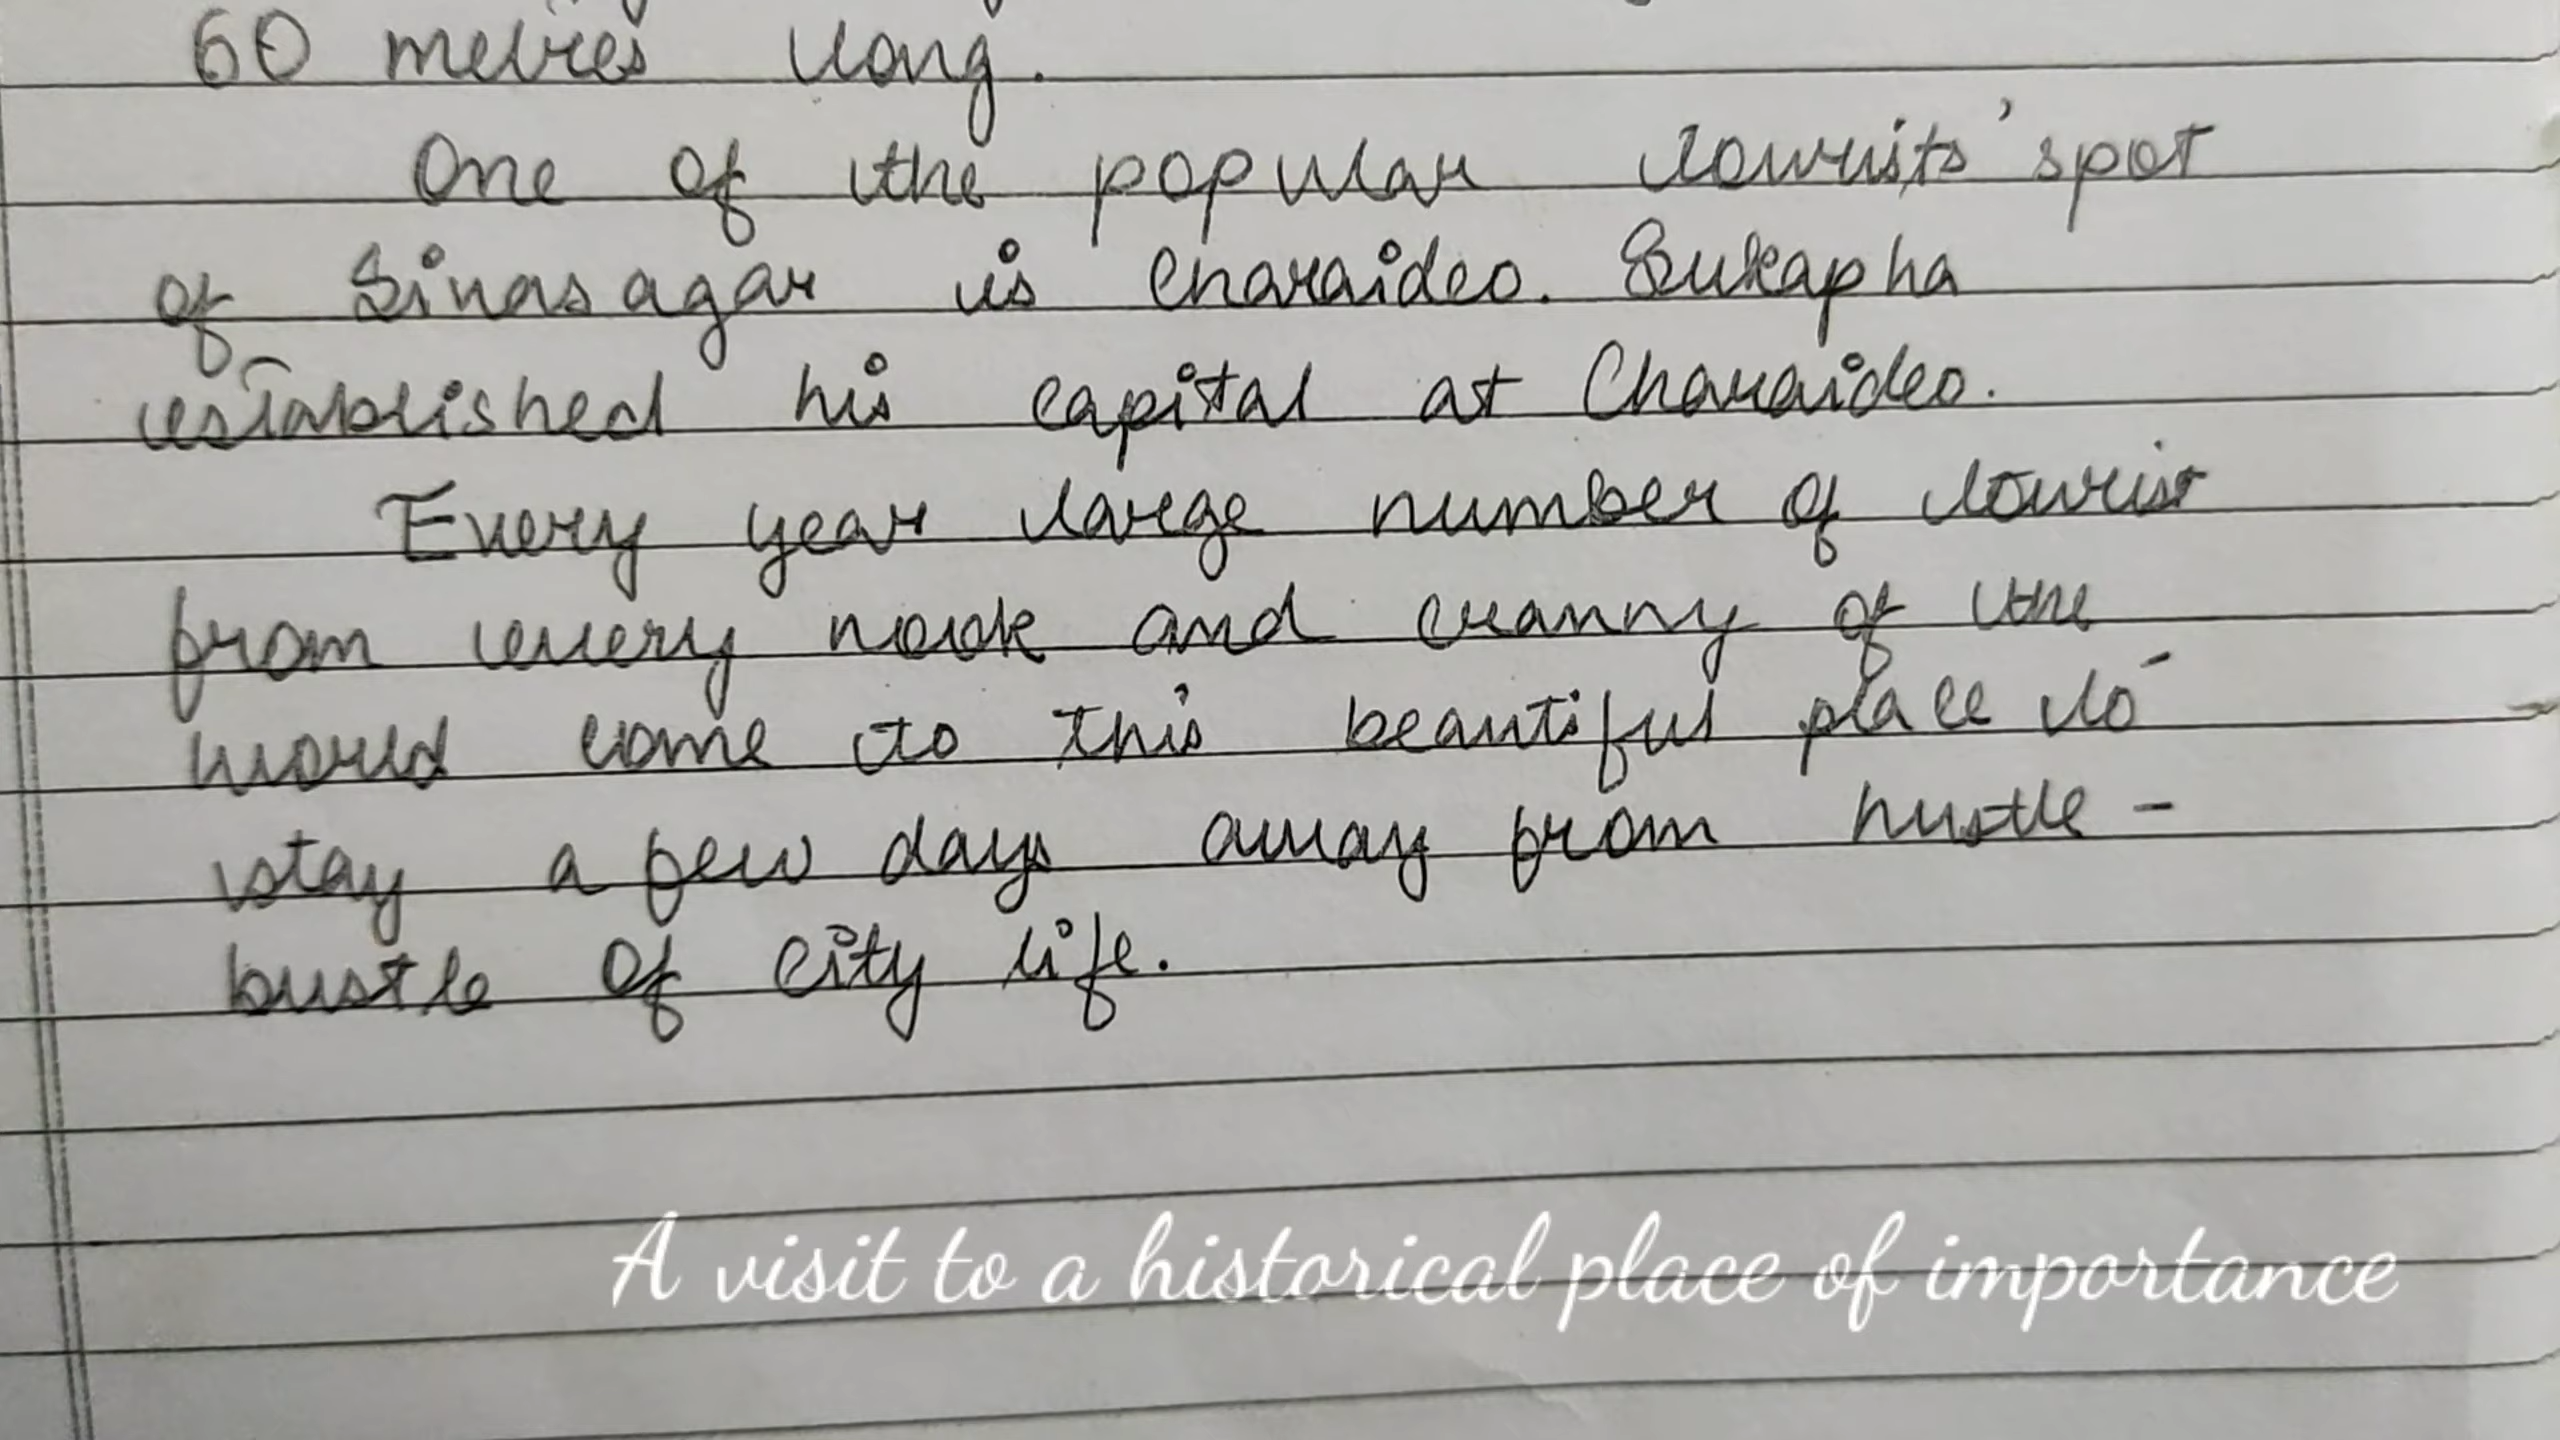 60 metres long.
One of the popular tourists' spot
of Sivasagar is Charaideo. Sukapha
established his capital at Charaideo.
Every year large number of tourist
from every nook and cranny of the
world come to this beautiful place to
stay a few days away from hustle -
bustle of city life.
A visit to a historical place of importance